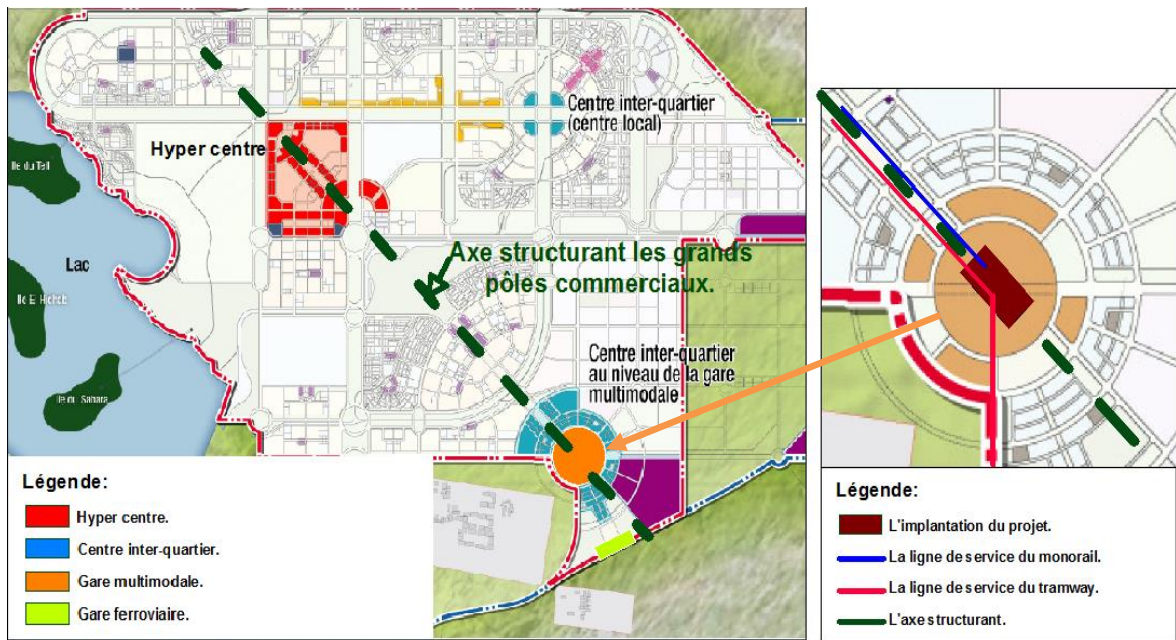 Centre inter-quartier
(centre local)
Hyper centre
Ile du Tell
Lac
Axe structurant les grands
pôles commerciaux.
Centre inter-quartier
au niveau de la gare
multimodale
Ile du Sahara
Légende:
Hyper centre.
Centre inter-quartier.
Gare multimodale.
Gare ferroviaire.
Légende:
L'implantation du projet.
La ligne de service du monorail.
La ligne de service du tramway.
L'axe structurant.